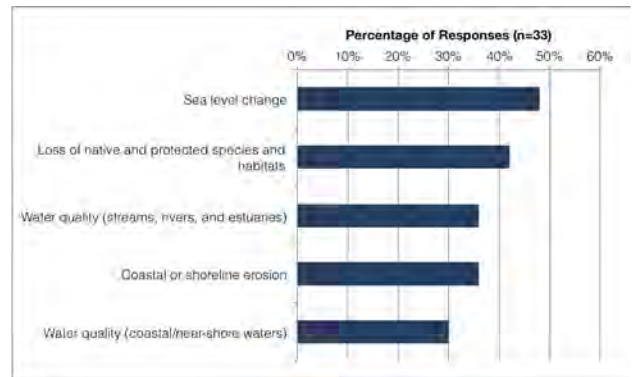 Percentage of Responses (n=33)
0% 10% 20% 30% 40% 50% 60%
Sea level change
Loss of native and protected species and
habitats
Water quality (streams, rivers, and estuaries)
Coastal or shoreline erosion
Water quality (coastal/near-shore waters)